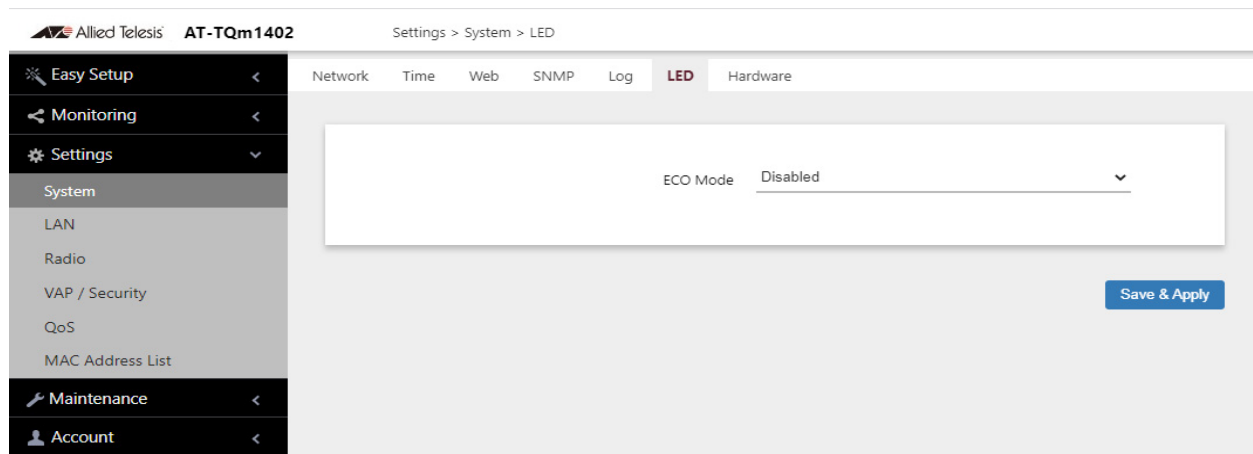 Allied Telesis AT-TQm1402 Settings > System > LED
Easy Setup
Network Time Web SNMP Log LED Hardware
Monitoring
Settings
ECO Mode Disabled
System
LAN
Radio
VAP / Security
Save & Apply
QoS
MAC Address List
Maintenance
Account